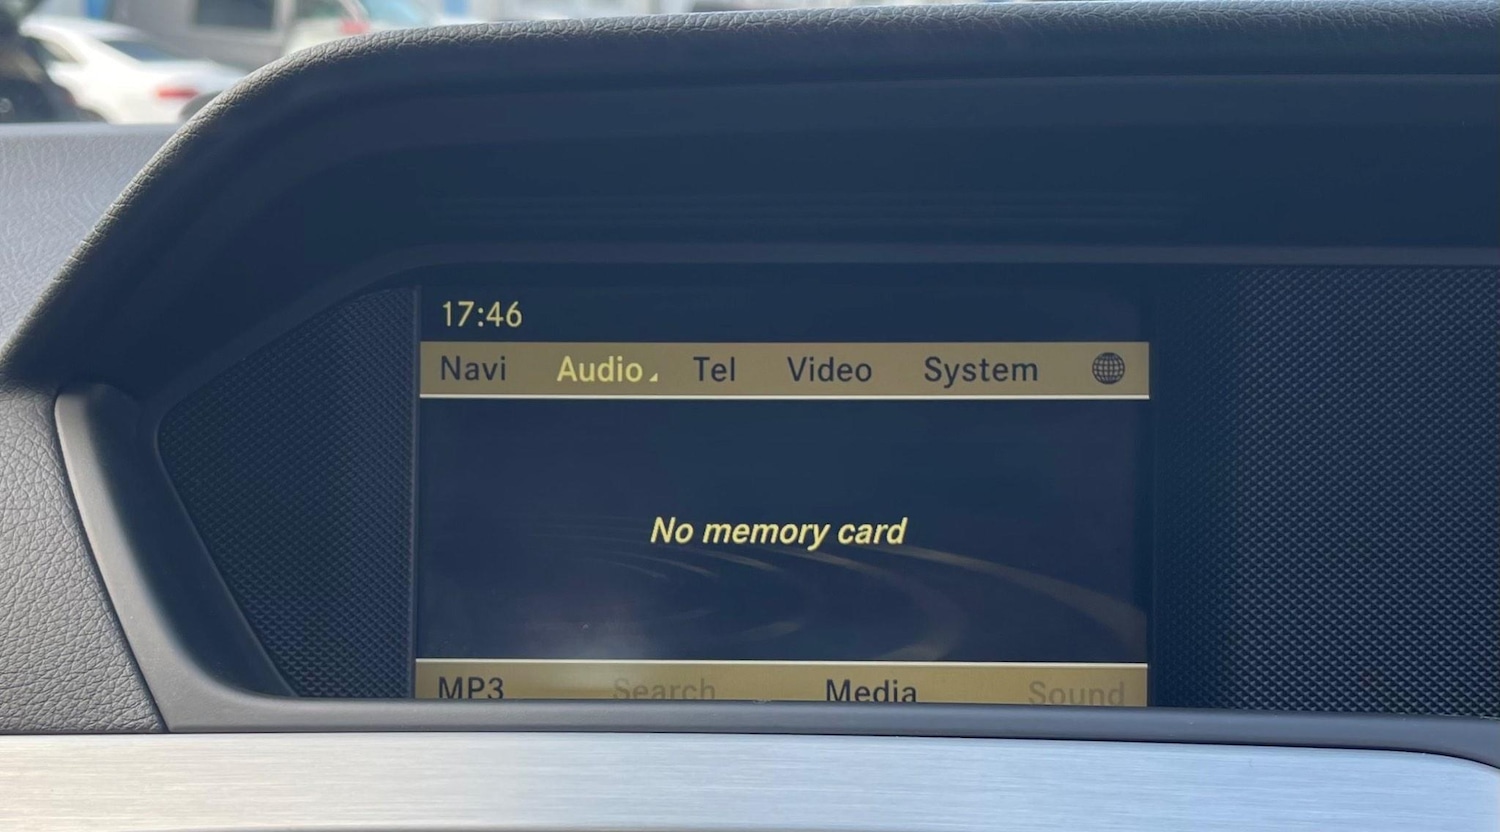 17:46
Navi Audio Tel Video System
No memory card
MP3 Search Media Sound